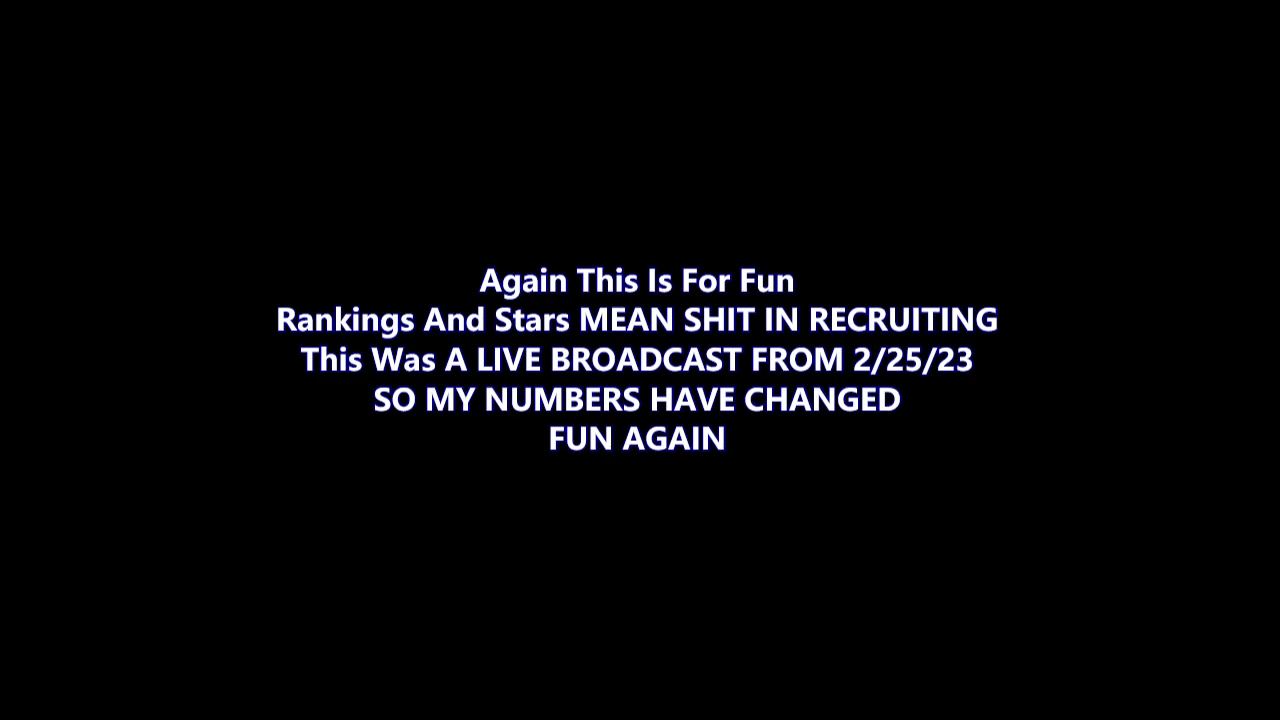 Again This Is For Fun
Rankings And Stars MEAN SHIT IN RECRUITING
This Was A LIVE BROADCAST FROM 2/25/23
SO MY NUMBERS HAVE CHANGED
FUN AGAIN